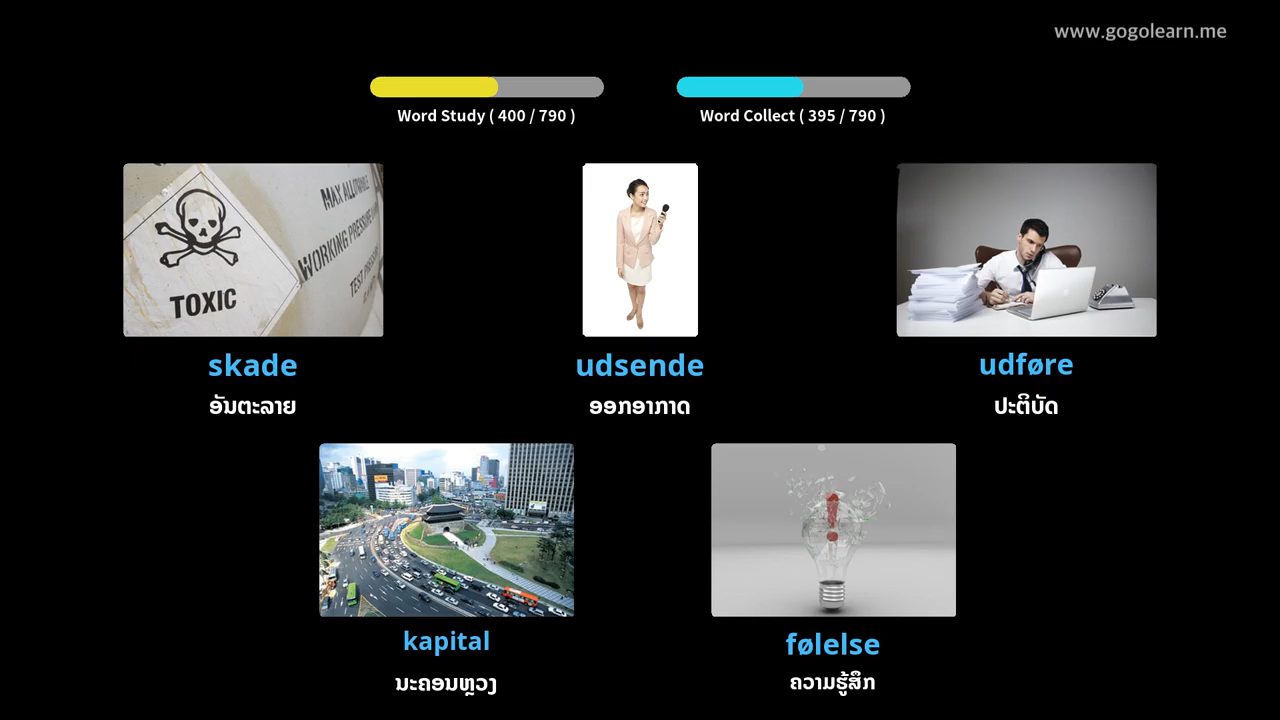 www.gogolearn.me
Word Study ( 400 / 790 )
Word Collect ( 395 / 790 )
MAX ALLOWABLE
WORKING PRESSURE
TEST
TOXIC
skade
udsende
udføre
ອັນຕະລາຍ
ອອກອາກາດ
ປະຕິບັດ
kapital
følelse
ນະຄອນຫຼວງ
ຄວາມຮູ້ສຶກ